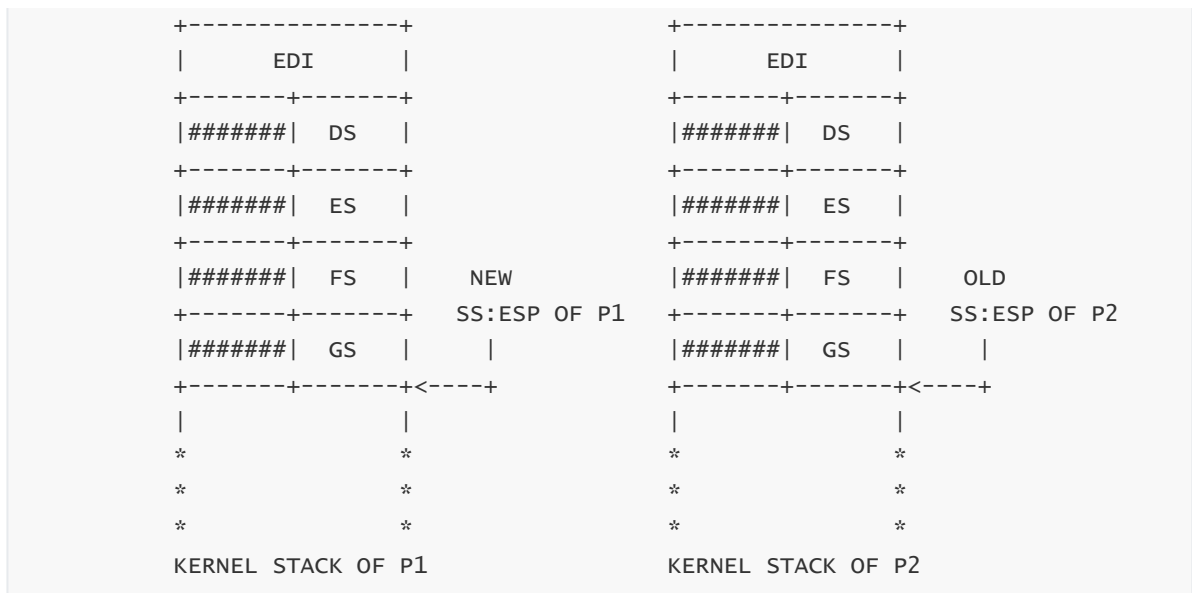 +---------------+                +---------------+
|      EDI      |                |      EDI      |
+-------+-------+                +-------+-------+
|#######|  DS   |                |#######|  DS   |
+-------+-------+                +-------+-------+
|#######|  ES   |                |#######|  ES   |
+-------+-------+                +-------+-------+
|#######|  FS   |   NEW          |#######|  FS   |   OLD
+-------+-------+  SS:ESP OF P1  +-------+-------+  SS:ESP OF P2
|#######|  GS   |    |           |#######|  GS   |     |
+-------+-------+<----+          +-------+-------+<----+
|               |                |               |
*               *                *               *
*               *                *               *
*               *                *               *
KERNEL STACK OF P1               KERNEL STACK OF P2